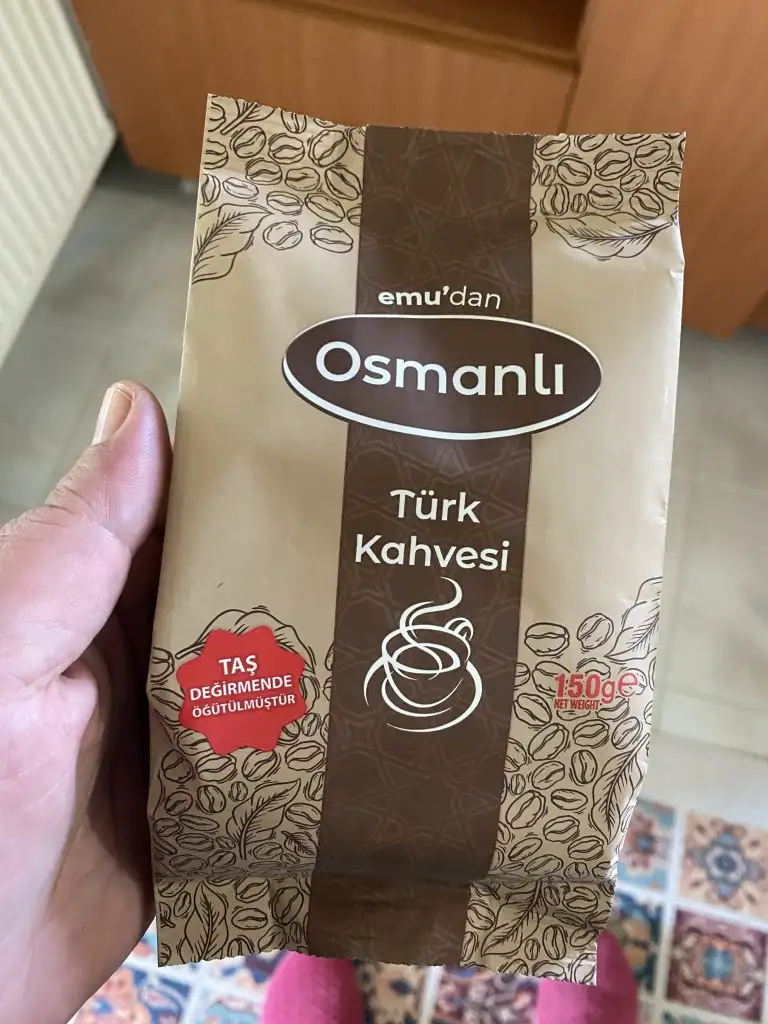 emu'dan
Osmanlı
Türk
Kahvesi
TAŞ
DEĞİRMENDE
ÖĞÜTÜLMÜŞTÜR
150g℮
NET WEIGHT